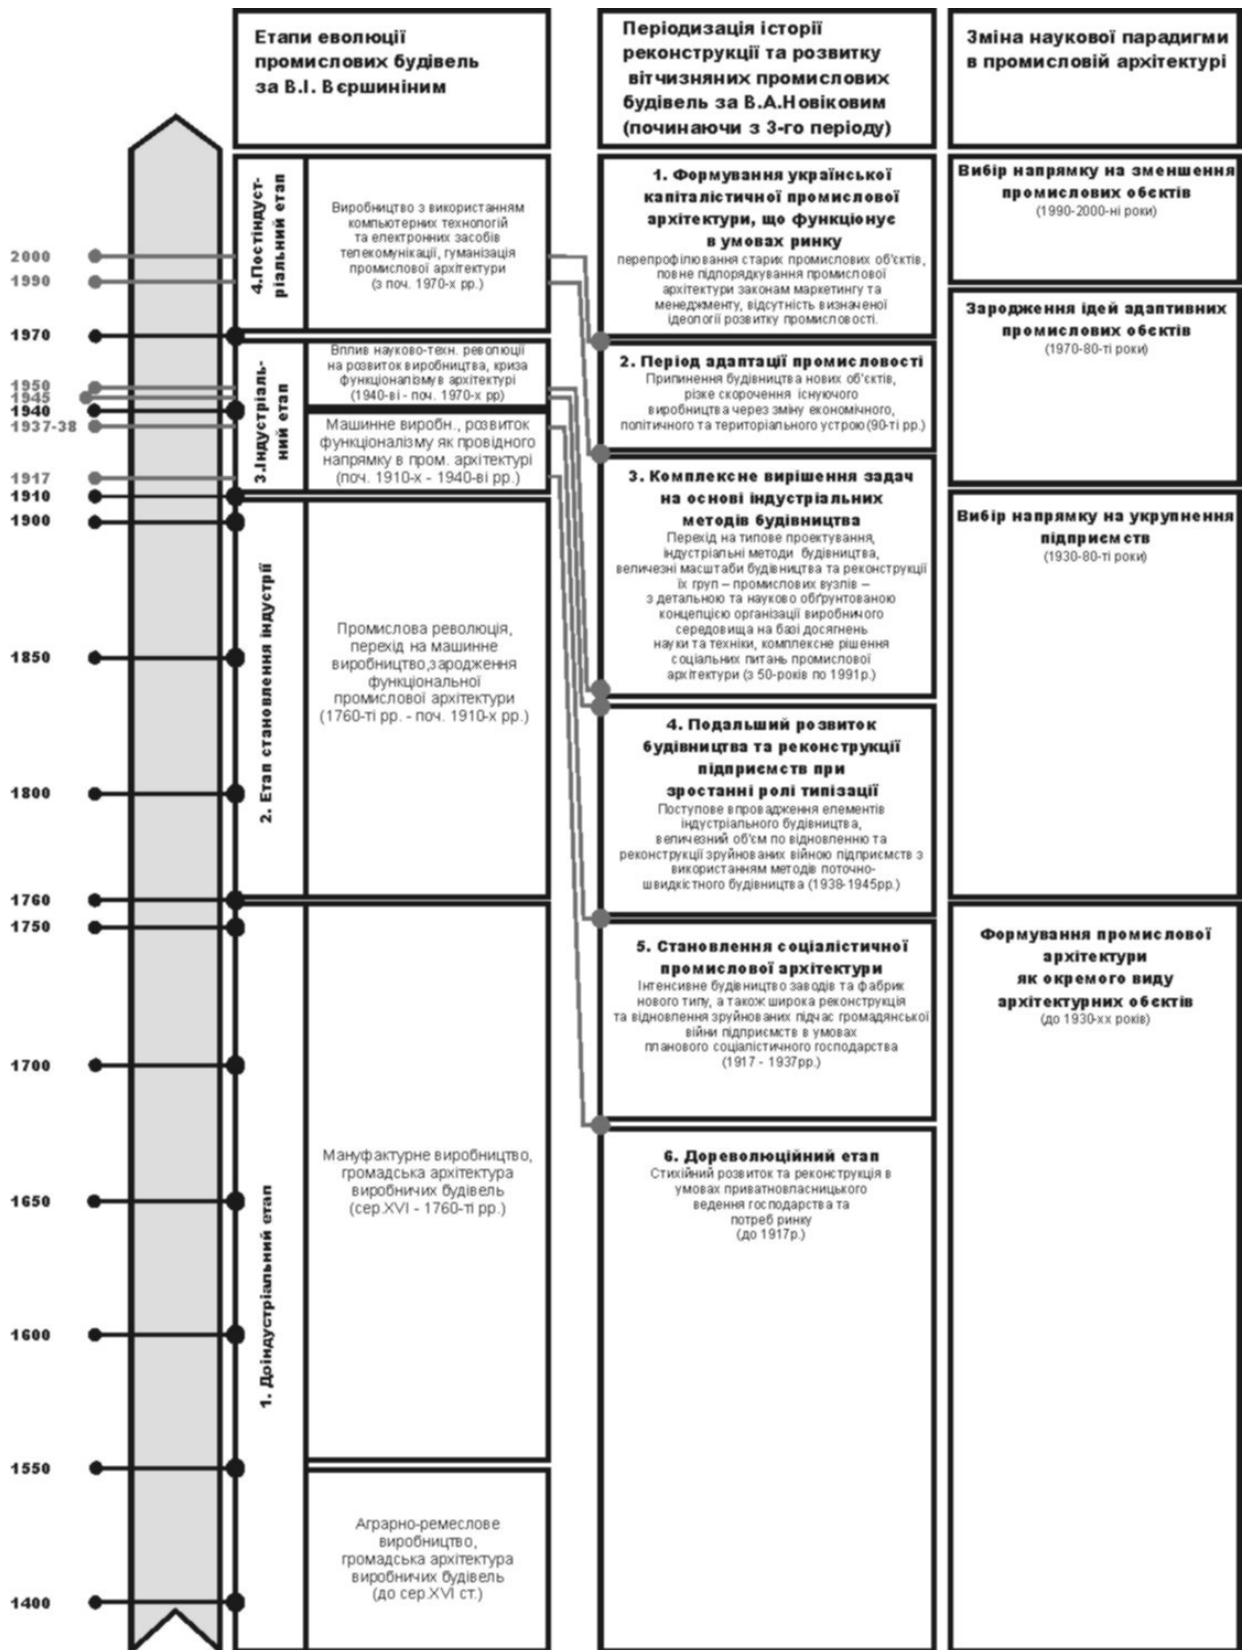 Етапи еволюції
промислових будівель
за В.І. Вєршиніним
Періодизація історії
реконструкції та розвитку
вітчизняних промислових
будівель за В.А.Новіковим
(починаючи з 3-го періоду)
Зміна наукової парадигми
в промисловій архітектурі
2000
1990
1970
1950
1945
1940
1937-38
1917
1910
1900
1850
1800
1760
1750
1700
1650
1600
1550
1400
4.Постіндуст-
ріальний етап
Виробництво з використанням
компьютерних технологій
та електронних засобів
телекомунікації, гуманізація
промислової архітектури
(з поч. 1970-х рр.)
3.Індустріаль-
ний етап
Вплив науково-техн. революції
на розвиток виробництва, криза
функціоналізму в архітектурі
(1940-ві - поч. 1970-х рр)
Машинне виробн., розвиток
функціоналізму як провідного
напрямку в пром. архітектурі
(поч. 1910-х - 1940-ві рр.)
2. Етап становлення індустрії
Промислова революція,
перехід на машинне
виробництво,зародження
функціональної
промислової архітектури
(1760-ті рр. - поч. 1910-х рр.)
1. Доіндустріальний етап
Мануфактурне виробництво,
громадська архітектура
виробничих будівель
(сер.XVI - 1760-ті рр.)
Аграрно-ремеслове
виробництво,
громадська архітектура
виробничих будівель
(до сер.XVI ст.)
1. Формування української
капіталістичної промислової
архітектури, що функціонує
в умовах ринку
перепрофілювання старих промислових об'єктів,
повне підпорядкування промислової
архітектури законам маркетингу та
менеджменту, відсутність визначеної
ідеології розвитку промисловості.
2. Період адаптації промисловості
Припинення будівництва нових об'єктів,
різке скорочення існуючого
виробництва через зміну економічного,
політичного та територіального устрою(90-ті рр.)
3. Комплексне вирішення задач
на основі індустріальних
методів будівництва
Перехід на типове проектування,
індустріальні методи будівництва,
величезні масштаби будівництва та реконструкції
їх груп – промислових вузлів –
з детальною та науково обґрунтованою
концепцією організації виробничого
середовища на базі досягнень
науки та техніки, комплексне рішення
соціальних питань промислової
архітектури (з 50-років по 1991р.)
4. Подальший розвиток
будівництва та реконструкції
підприємств при
зростанні ролі типізації
Поступове впровадження елементів
індустріального будівництва,
величезний об'єм по відновленню та
реконструкції зруйнованих війною підприємств з
використанням методів поточно-
швидкістного будівництва (1938-1945рр.)
5. Становлення соціалістичної
промислової архітектури
Інтенсивне будівництво заводів та фабрик
нового типу, а також широка реконструкція
та відновлення зруйнованих підчас громадянської
війни підприємств в умовах
планового соціалістичного господарства
(1917 - 1937рр.)
6. Дореволюційний етап
Стихійний розвиток та реконструкція в
умовах приватновласницького
ведення господарства та
потреб ринку
(до 1917р.)
Вибір напрямку на зменшення
промислових обєктів
(1990-2000-ні роки)
Зародження ідей адаптивних
промислових обєктів
(1970-80-ті роки)
Вибір напрямку на укрупнення
підприємств
(1930-80-ті роки)
Формування промислової
архітектури
як окремого виду
архітектурних обєктів
(до 1930-хх років)